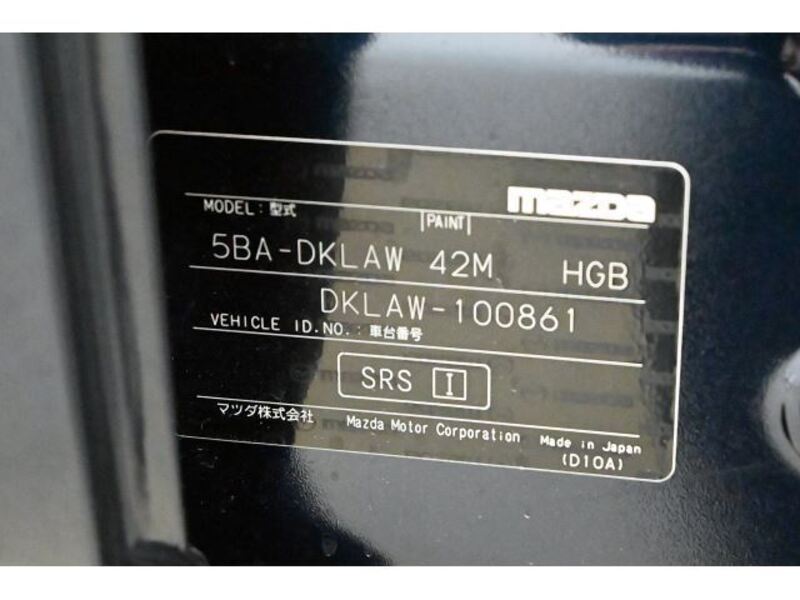 mazda
MODEL : 型式 |PAINT|
5BA-DKLAW 42M HGB
DKLAW-100861
VEHICLE ID.NO. : 車台番号
SRS I
マツダ株式会社 Mazda Motor Corporation Made in Japan
(D10A)